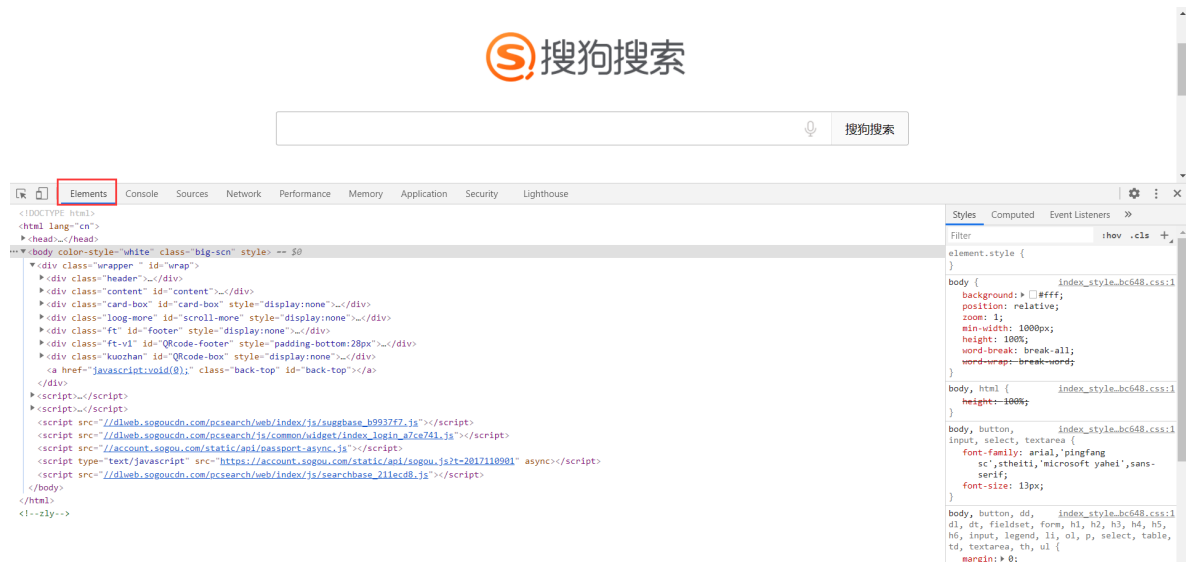 搜狗搜索
搜狗搜索
Elements Console Sources Network Performance Memory Application Security Lighthouse
<!DOCTYPE html>
<html lang="cn">
<head>…</head>
<body color-style="white" class="big-scn" style> == $0
<div class="wrapper " id="wrap">
<div class="header">…</div>
<div class="content" id="content">…</div>
<div class="card-box" id="card-box" style="display:none">…</div>
<div class="loog-more" id="scroll-more" style="display:none">…</div>
<div class="ft" id="footer" style="display:none">…</div>
<div class="ft-v1" id="QRcode-footer" style="padding-bottom:28px">…</div>
<div class="kuozhan" id="QRcode-box" style="display:none">…</div>
<a href="javascript:void(0);" class="back-top" id="back-top"></a>
</div>
<script>…</script>
<script>…</script>
<script src="//dlweb.sogoucdn.com/pcsearch/web/index/js/suggbase_b9937f7.js"></script>
<script src="//dlweb.sogoucdn.com/pcsearch/js/common/widget/index_login_a7ce741.js"></script>
<script src="//account.sogou.com/static/api/passport-async.js"></script>
<script type="text/javascript" src="https://account.sogou.com/static/api/sogou.js?t=2017110901" async></script>
<script src="//dlweb.sogoucdn.com/pcsearch/web/index/js/searchbase_211ecd8.js"></script>
</body>
</html>
<!--zly-->
Styles Computed Event Listeners »
Filter :hov .cls +
element.style {
}
body { index_style…bc648.css:1
background: #fff;
position: relative;
zoom: 1;
min-width: 1000px;
height: 100%;
word-break: break-all;
word-wrap: break-word;
}
body, html { index_style…bc648.css:1
height: 100%;
}
body, button, index_style…bc648.css:1
input, select, textarea {
font-family: arial,'pingfang
sc',stheiti,'microsoft yahei',sans-
serif;
font-size: 13px;
}
body, button, dd, index_style…bc648.css:1
dl, dt, fieldset, form, h1, h2, h3, h4, h5,
h6, input, legend, li, ol, p, select, table,
td, textarea, th, ul {
margin: 0;